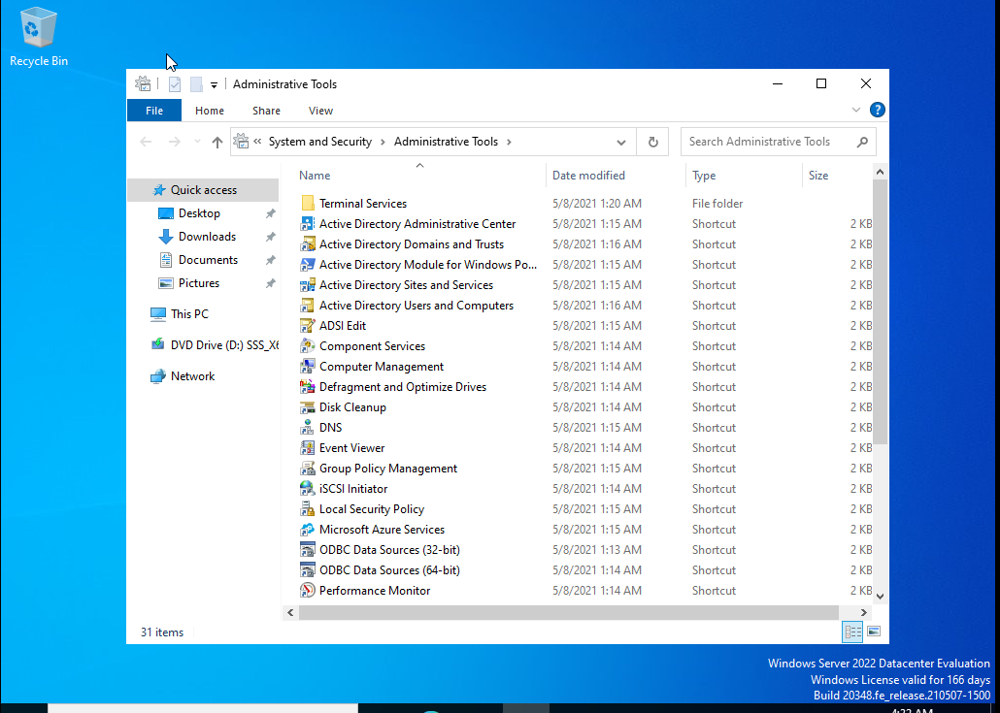 Recycle Bin
Administrative Tools
File Home Share View
« System and Security › Administrative Tools ›
Search Administrative Tools
Name Date modified Type Size
Quick access
Desktop
Downloads
Documents
Pictures
This PC
DVD Drive (D:) SSS_X6
Network
Terminal Services 5/8/2021 1:20 AM File folder
Active Directory Administrative Center 5/8/2021 1:15 AM Shortcut 2 KB
Active Directory Domains and Trusts 5/8/2021 1:16 AM Shortcut 2 KB
Active Directory Module for Windows Po... 5/8/2021 1:15 AM Shortcut 2 KB
Active Directory Sites and Services 5/8/2021 1:15 AM Shortcut 2 KB
Active Directory Users and Computers 5/8/2021 1:16 AM Shortcut 2 KB
ADSI Edit 5/8/2021 1:15 AM Shortcut 2 KB
Component Services 5/8/2021 1:14 AM Shortcut 2 KB
Computer Management 5/8/2021 1:14 AM Shortcut 2 KB
Defragment and Optimize Drives 5/8/2021 1:14 AM Shortcut 2 KB
Disk Cleanup 5/8/2021 1:14 AM Shortcut 2 KB
DNS 5/8/2021 1:15 AM Shortcut 2 KB
Event Viewer 5/8/2021 1:14 AM Shortcut 2 KB
Group Policy Management 5/8/2021 1:15 AM Shortcut 2 KB
iSCSI Initiator 5/8/2021 1:14 AM Shortcut 2 KB
Local Security Policy 5/8/2021 1:15 AM Shortcut 2 KB
Microsoft Azure Services 5/8/2021 1:15 AM Shortcut 2 KB
ODBC Data Sources (32-bit) 5/8/2021 1:13 AM Shortcut 2 KB
ODBC Data Sources (64-bit) 5/8/2021 1:14 AM Shortcut 2 KB
Performance Monitor 5/8/2021 1:14 AM Shortcut 2 KB
31 items
Windows Server 2022 Datacenter Evaluation
Windows License valid for 166 days
Build 20348.fe_release.210507-1500